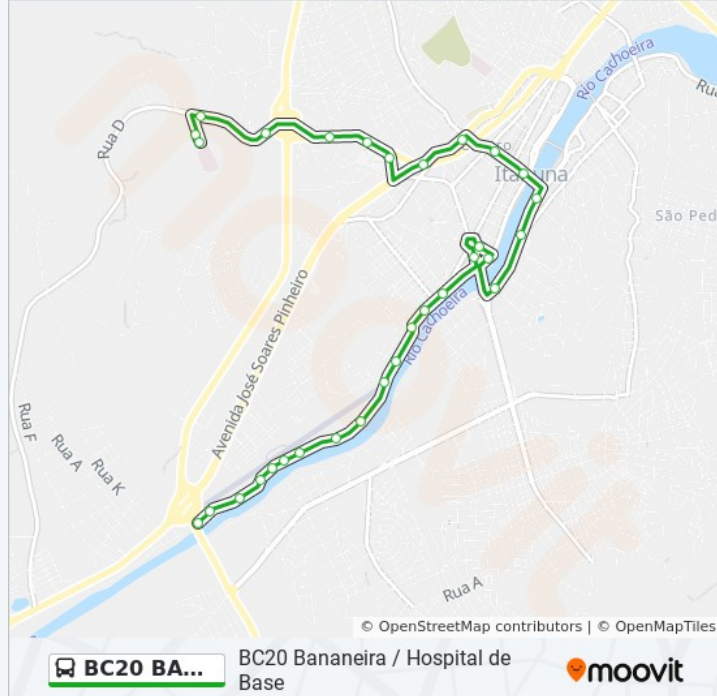 Rio Cachoeira
Rua D
Itabuna
São Ped
Avenida José Soares Pinheiro
Rio Cachoeira
Rua F
Rua A
Rua K
Rua A
© OpenStreetMap contributors | © OpenMapTiles
BC20 BA...
BC20 Bananeira / Hospital de
Base
moovit